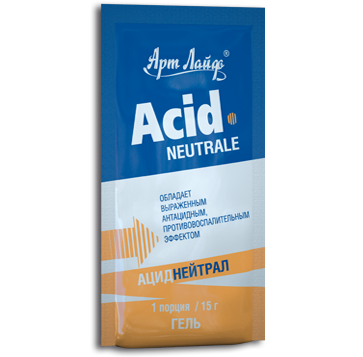 Арт Лайф®
Acid
NEUTRALE
ОБЛАДАЕТ
ВЫРАЖЕННЫМ
АНТАЦИДНЫМ,
ПРОТИВОВОСПАЛИТЕЛЬНЫМ
ЭФФЕКТОМ
АЦИДНЕЙТРАЛ
1 порция / 15 г
ГЕЛЬ